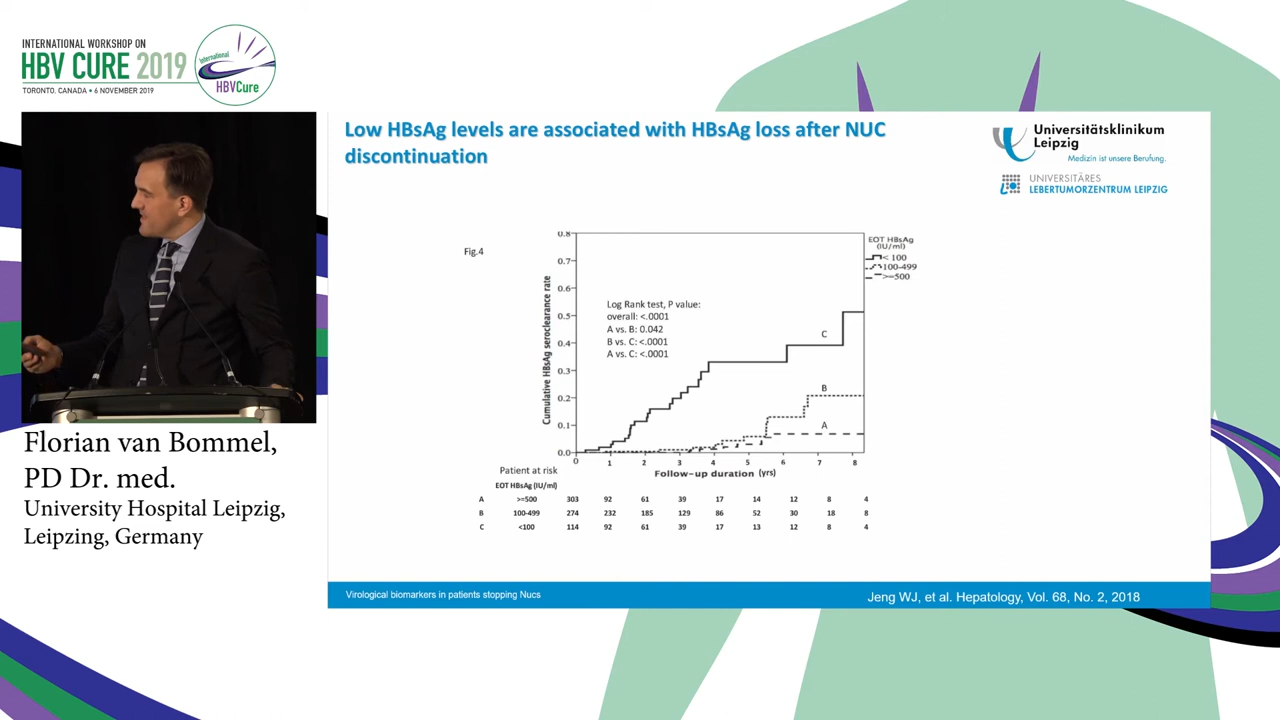 INTERNATIONAL WORKSHOP ON
HBV CURE 2019
TORONTO, CANADA • 6 NOVEMBER 2019
International
HBVCure
Low HBsAg levels are associated with HBsAg loss after NUC
discontinuation
Universitätsklinikum
Leipzig
Medizin ist unsere Berufung.
UNIVERSITÄRES
LEBERTUMORZENTRUM LEIPZIG
Fig.4
EOT HBsAg
(IU/ml)
< 100
100-499
>=500
0.8
0.7
0.6
0.5
0.4
0.3
0.2
0.1
0.0
Cumulative HBsAg seroclearance rate
Log Rank test, P value:
overall: <.0001
A vs. B: 0.042
B vs. C: <.0001
A vs. C: <.0001
C
B
A
0 1 2 3 4 5 6 7 8
Follow-up duration (yrs)
Patient at risk
EOT HBsAg (IU/ml)
A >=500 303 92 61 39 17 14 12 8 4
B 100-499 274 232 185 129 86 52 30 18 8
C <100 114 92 61 39 17 13 12 8 4
Virological biomarkers in patients stopping Nucs
Jeng WJ, et al. Hepatology, Vol. 68, No. 2, 2018
Florian van Bommel,
PD Dr. med.
University Hospital Leipzig,
Leipzing, Germany